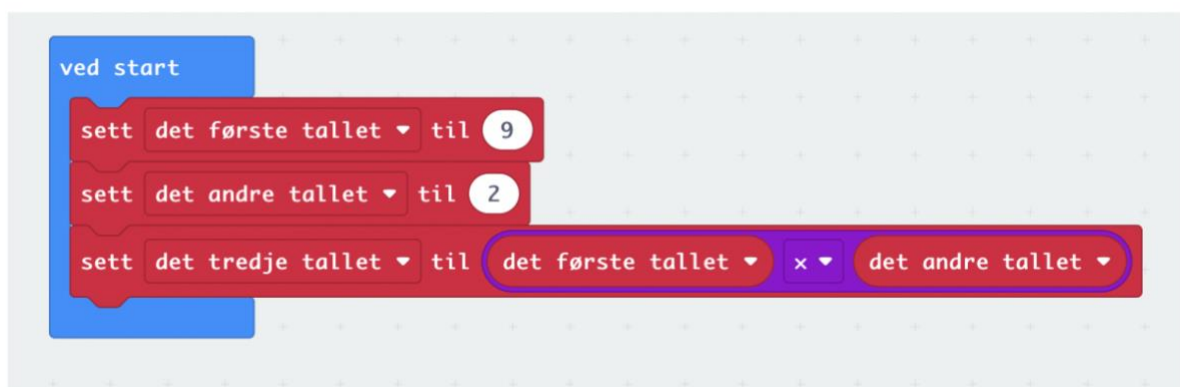 ved start
sett det første tallet til 9
sett det andre tallet til 2
sett det tredje tallet til det første tallet × det andre tallet